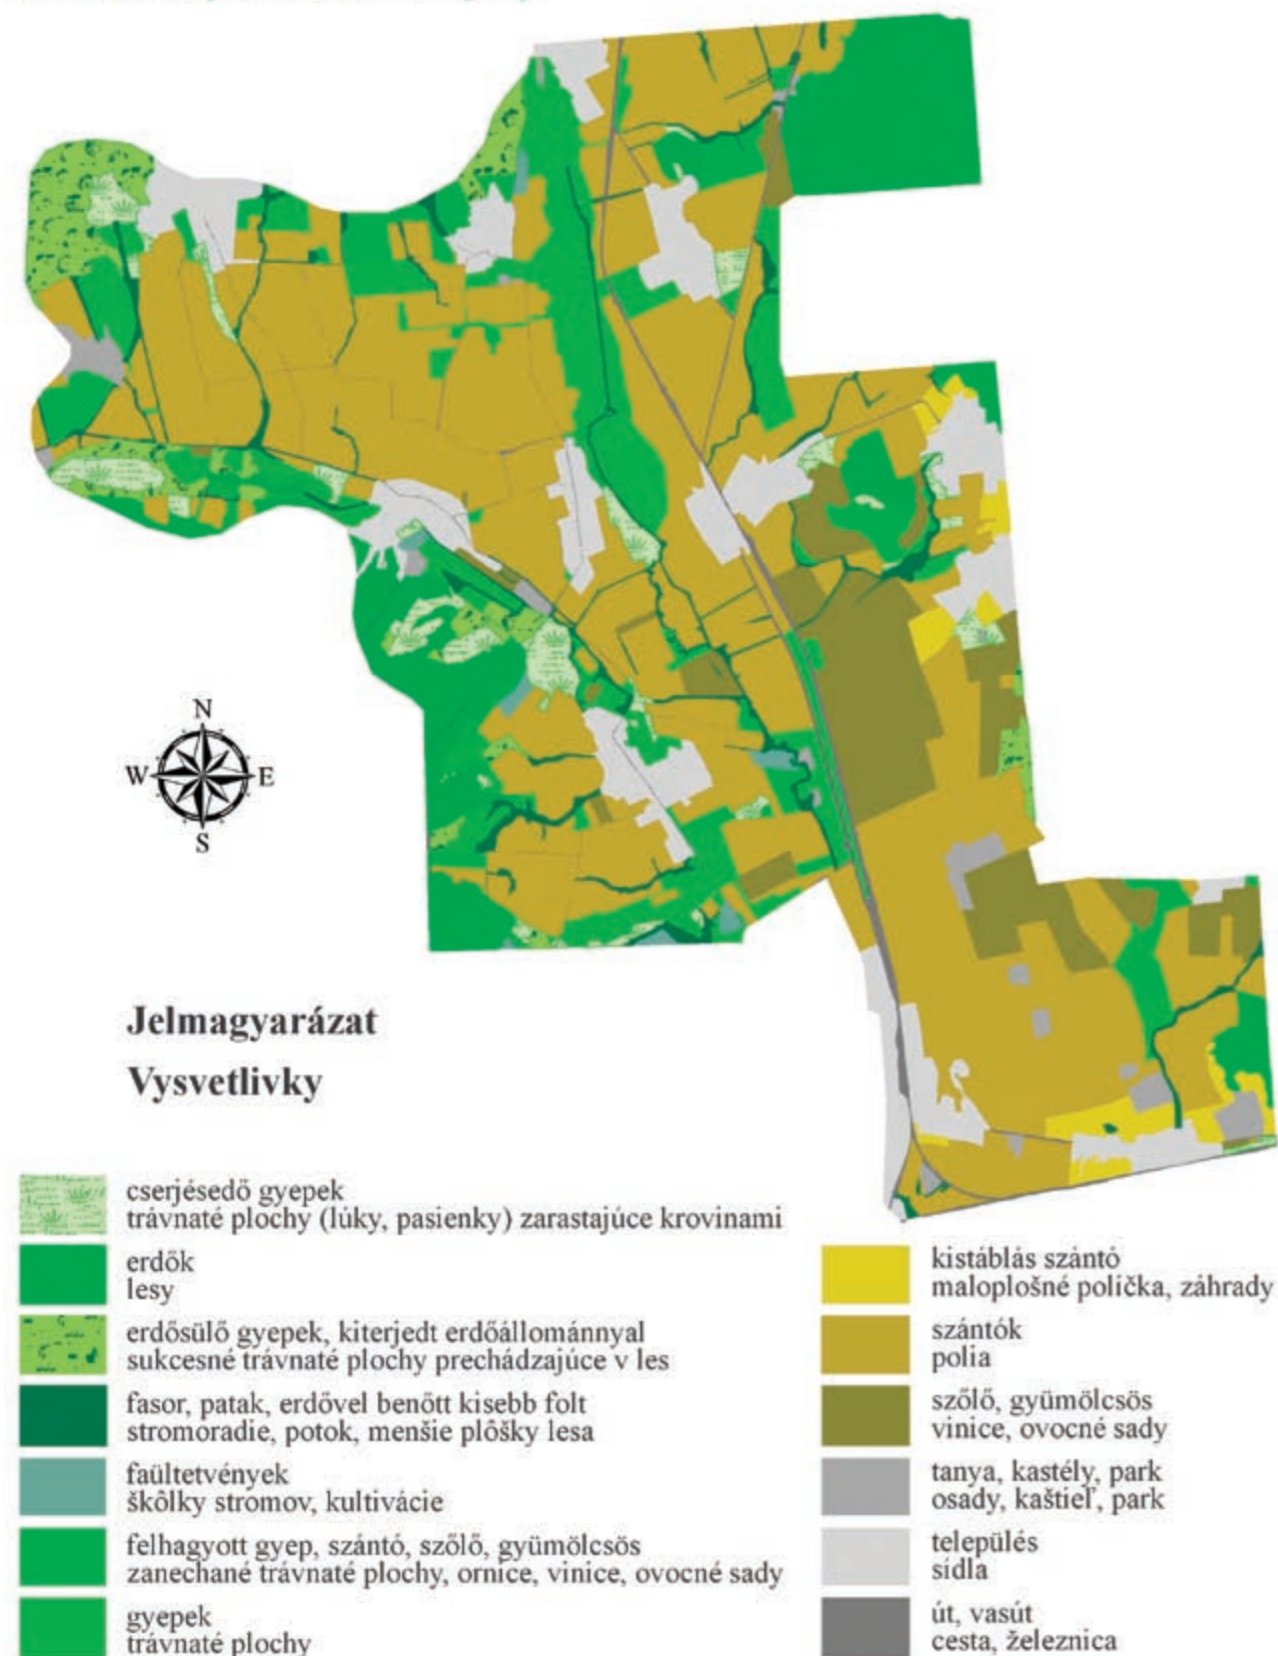 N
W
E
S
Jelmagyarázat
Vysvetlivky
cserjésedő gyepek
trávnaté plochy (lúky, pasienky) zarastajúce krovinami
erdők
lesy
erdősülő gyepek, kiterjedt erdőállománnyal
sukcesné trávnaté plochy prechádzajúce v les
fasor, patak, erdővel benőtt kisebb folt
stromoradie, potok, menšie plôšky lesa
faültetvények
škôlky stromov, kultivácie
felhagyott gyep, szántó, szőlő, gyümölcsös
zanechané trávnaté plochy, ornice, vinice, ovocné sady
gyepek
trávnaté plochy
kistáblás szántó
maloplošné polička, záhrady
szántók
polia
szőlő, gyümölcsös
vinice, ovocné sady
tanya, kastély, park
osady, kaštieľ, park
település
sídla
út, vasút
cesta, železnica